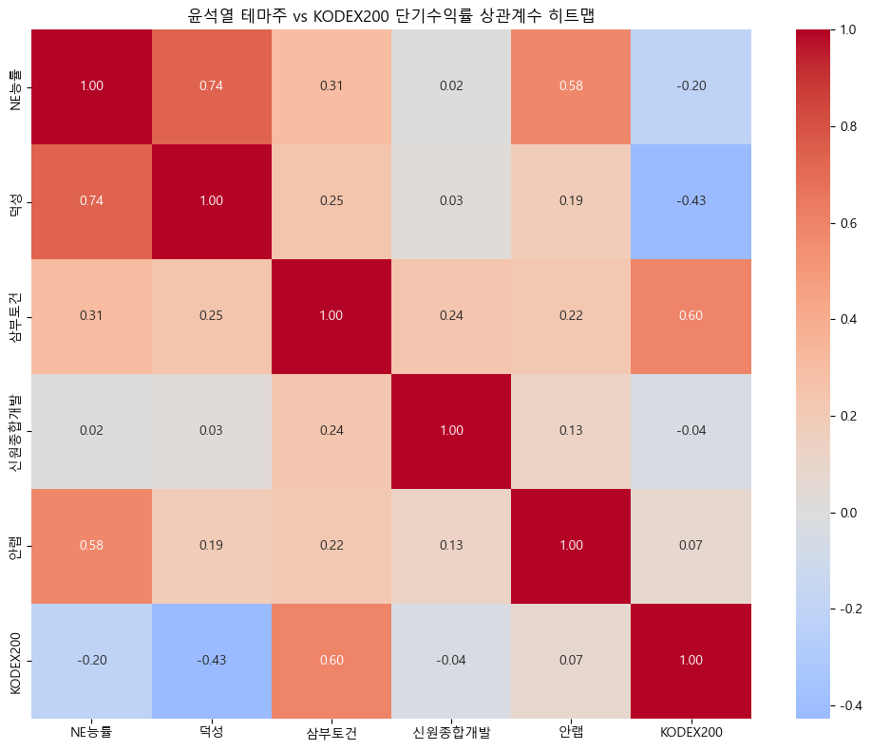 윤석열 테마주 vs KODEX200 단기수익률 상관계수 히트맵
NE능률 1.00 0.74 0.31 0.02 0.58 -0.20
덕성 0.74 1.00 0.25 0.03 0.19 -0.43
삼부토건 0.31 0.25 1.00 0.24 0.22 0.60
신원종합개발 0.02 0.03 0.24 1.00 0.13 -0.04
안랩 0.58 0.19 0.22 0.13 1.00 0.07
KODEX200 -0.20 -0.43 0.60 -0.04 0.07 1.00
NE능률 덕성 삼부토건 신원종합개발 안랩 KODEX200
1.0
0.8
0.6
0.4
0.2
0.0
-0.2
-0.4